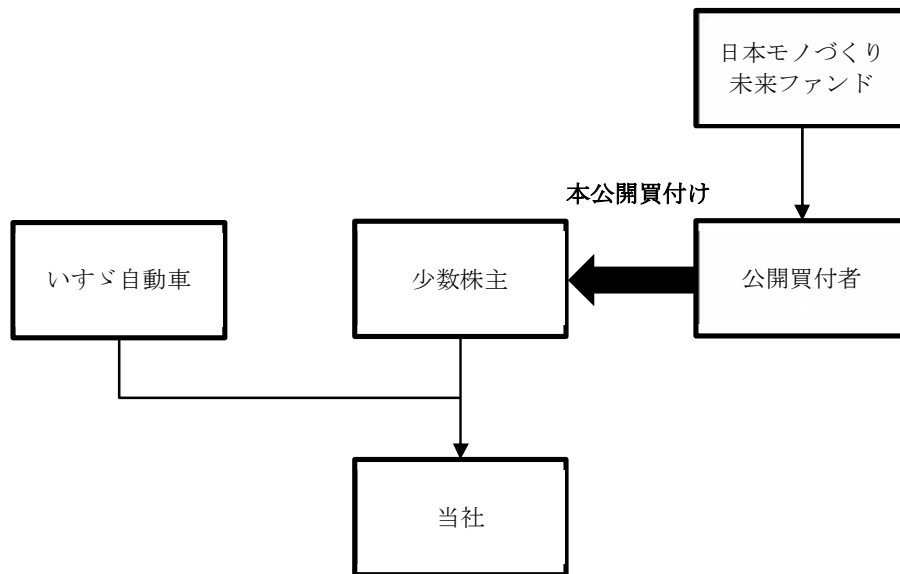 日本モノづくり
未来ファンド
本公開買付け
いすゞ自動車
少数株主
公開買付者
当社